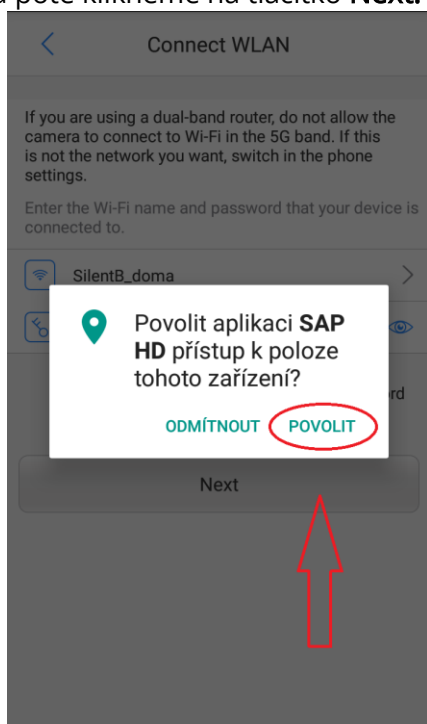 a poté klikneme na tlačítko Next.
Connect WLAN
If you are using a dual-band router, do not allow the
camera to connect to Wi-Fi in the 5G band. If this
is not the network you want, switch in the phone
settings.
Enter the Wi-Fi name and password that your device is
connected to.
SilentB_doma
Povolit aplikaci SAP
HD přístup k poloze
tohoto zařízení?
rd
ODMÍTNOUT POVOLIT
Next